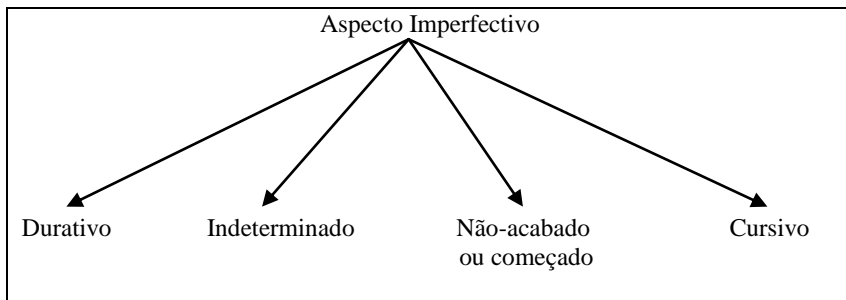 Aspecto Imperfectivo
Durativo Indeterminado Não-acabado Cursivo
ou começado